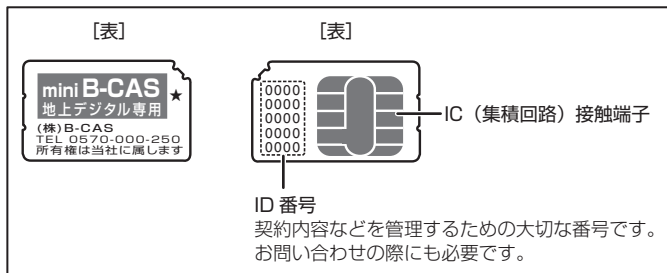 [表]
mini B-CAS
地上デジタル専用
★
(株)B-CAS
TEL 0570-000-250
所有権は当社に属します
[表]
0000
0000
0000
0000
0000
IC(集積回路)接触端子
ID 番号
契約内容などを管理するための大切な番号です。
お問い合わせの際にも必要です。